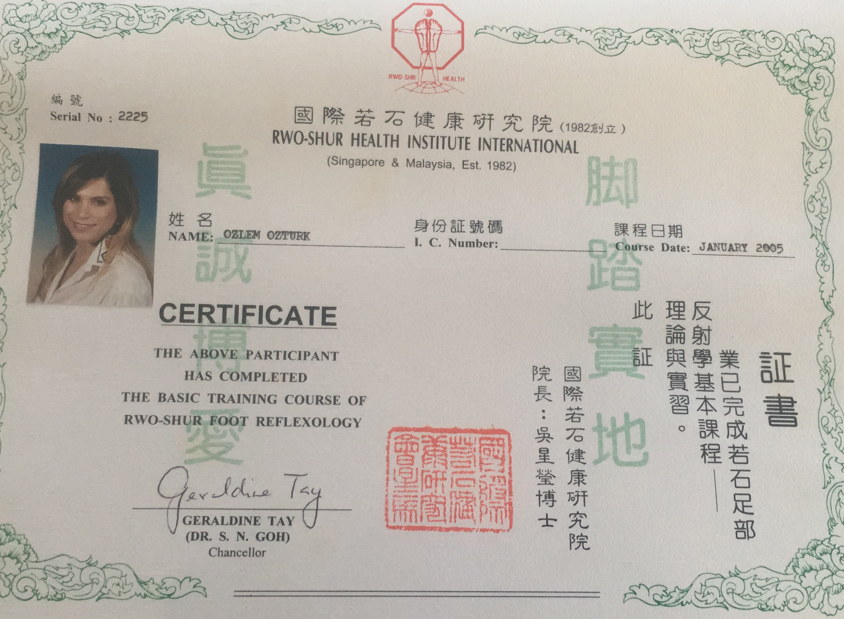 RWO-SHUR HEALTH
編號
Serial No : 2225
國際若石健康研究院 (1982創立)
RWO-SHUR HEALTH INSTITUTE INTERNATIONAL
(Singapore & Malaysia, Est. 1982)
姓名
NAME: OZLEM OZTURK
身份証號碼
I. C. Number:
課程日期
Course Date: JANUARY 2005
眞誠博愛
脚踏實地
CERTIFICATE
THE ABOVE PARTICIPANT
HAS COMPLETED
THE BASIC TRAINING COURSE OF
RWO-SHUR FOOT REFLEXOLOGY
Geraldine Tay
GERALDINE TAY
(DR. S. N. GOH)
Chancellor
証書
業已完成若石足部
反射學基本課程——
理論與實習。
此証
國際若石健康研究院
院長：吳星瑩博士